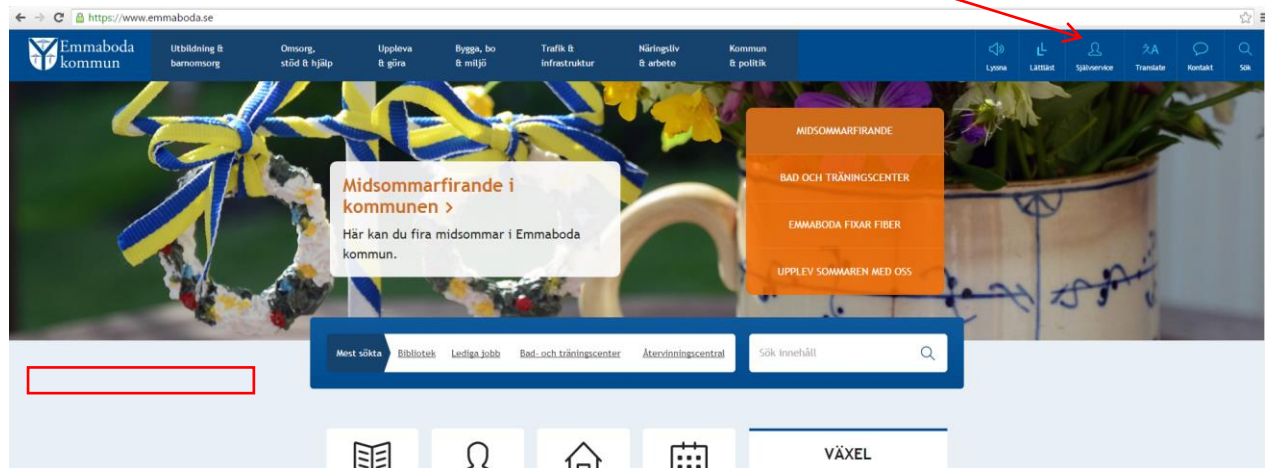 https://www.emmaboda.se
Emmaboda
kommun
Utbildning &
barnomsorg
Omsorg,
stöd & hjälp
Uppleva
& göra
Bygga, bo
& miljö
Trafik &
infrastruktur
Näringsliv
& arbete
Kommun
& politik
Lyssna
Lättläst
Självservice
Translate
Kontakt
Sök
Midsommarfirande i
kommunen >
Här kan du fira midsommar i Emmaboda
kommun.
MIDSOMMARFIRANDE
BAD OCH TRÄNINGSCENTER
EMMABODA FIXAR FIBER
UPPLEV SOMMAREN MED OSS
Mest sökta Bibliotek Lediga jobb Bad- och träningscenter Återvinningscentral
Sök innehåll
VÄXEL